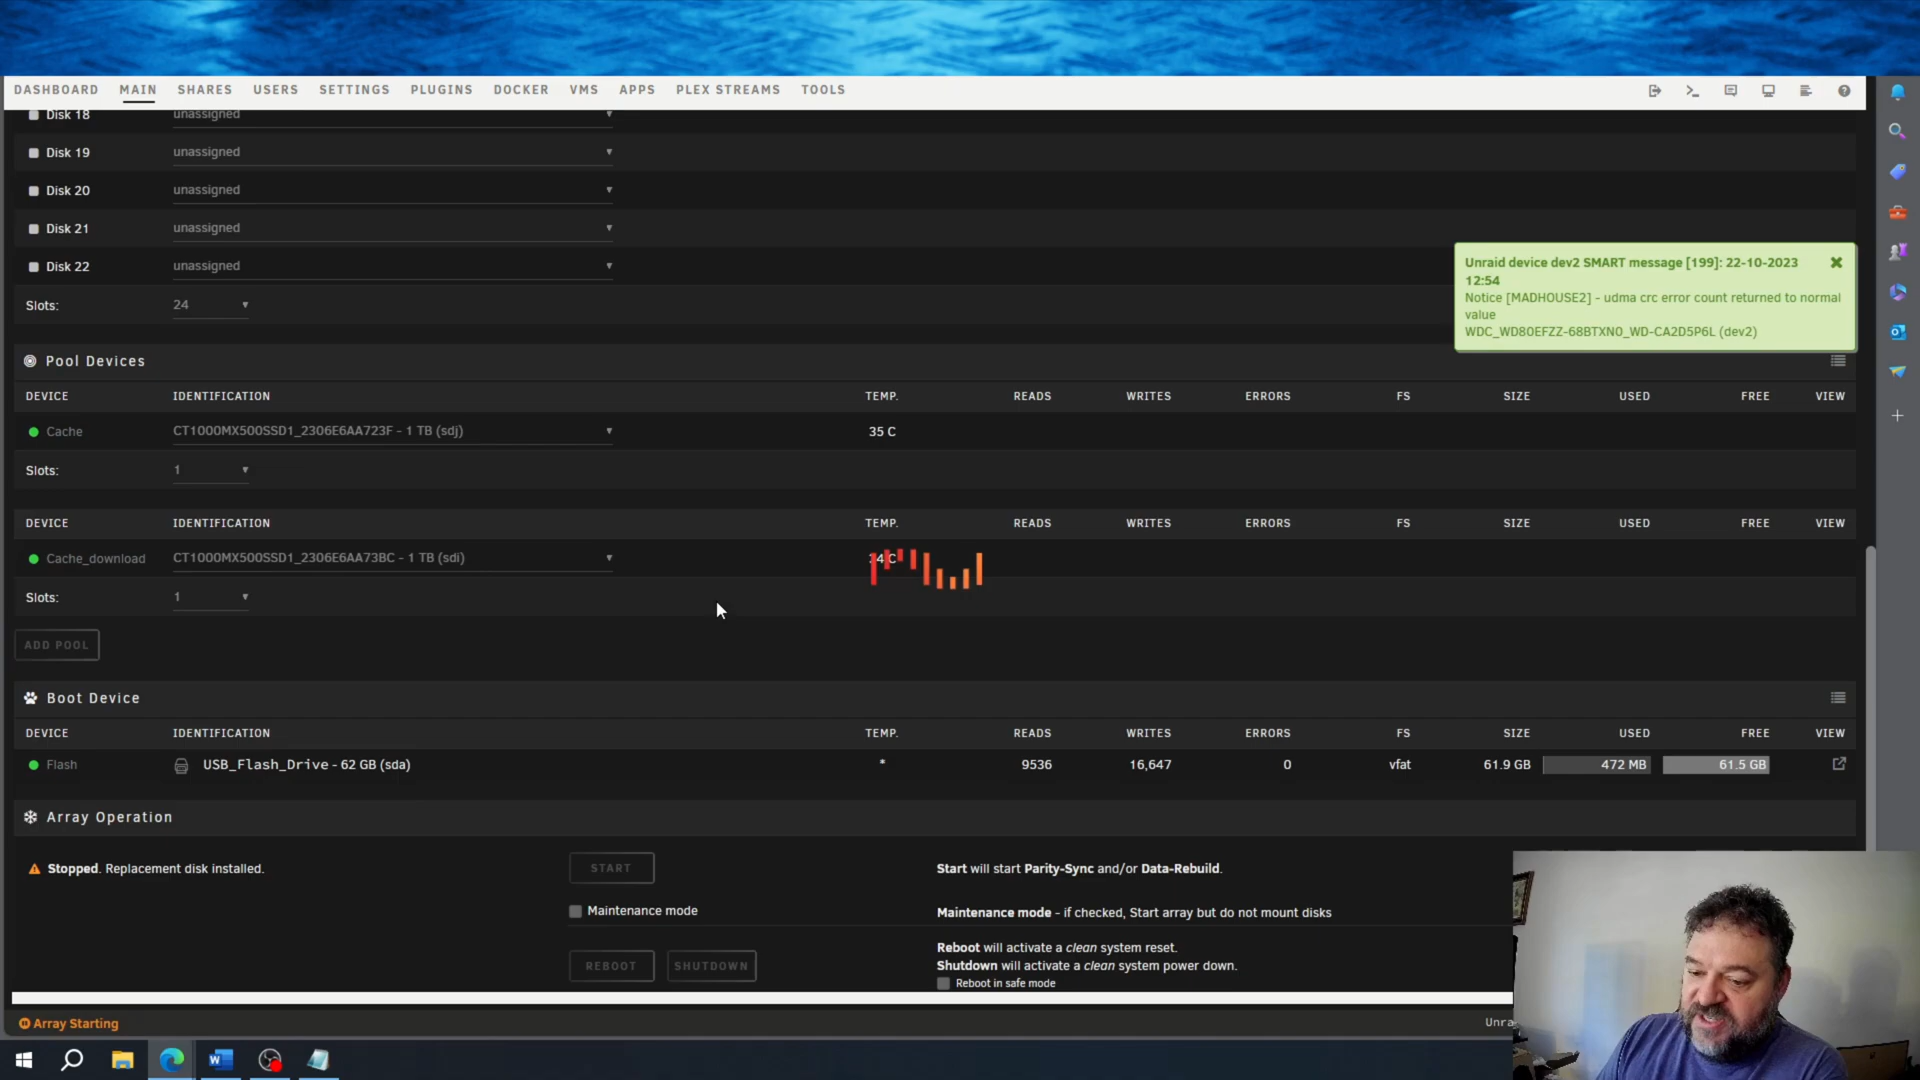 DASHBOARD MAIN SHARES USERS SETTINGS PLUGINS DOCKER VMS APPS PLEX STREAMS TOOLS
Disk 18 unassigned
Disk 19 unassigned
Disk 20 unassigned
Disk 21 unassigned
Disk 22 unassigned
Slots: 24
Unraid device dev2 SMART message [199]: 22-10-2023
12:54
Notice [MADHOUSE2] - udma crc error count returned to normal
value
WDC_WD80EFZZ-68BTXN0_WD-CA2D5P6L (dev2)
Pool Devices
DEVICE IDENTIFICATION TEMP. READS WRITES ERRORS FS SIZE USED FREE VIEW
Cache CT1000MX500SSD1_2306E6AA723F - 1 TB (sdj) 35 C
Slots: 1
DEVICE IDENTIFICATION TEMP. READS WRITES ERRORS FS SIZE USED FREE VIEW
Cache_download CT1000MX500SSD1_2306E6AA73BC - 1 TB (sdi) 34 C
Slots: 1
ADD POOL
Boot Device
DEVICE IDENTIFICATION TEMP. READS WRITES ERRORS FS SIZE USED FREE VIEW
Flash USB_Flash_Drive - 62 GB (sda) * 9536 16,647 0 vfat 61.9 GB 472 MB 61.5 GB
Array Operation
Stopped. Replacement disk installed. START Start will start Parity-Sync and/or Data-Rebuild.
Maintenance mode Maintenance mode - if checked, Start array but do not mount disks
REBOOT SHUTDOWN Reboot will activate a clean system reset.
Shutdown will activate a clean system power down.
Reboot in safe mode
Array Starting Unra